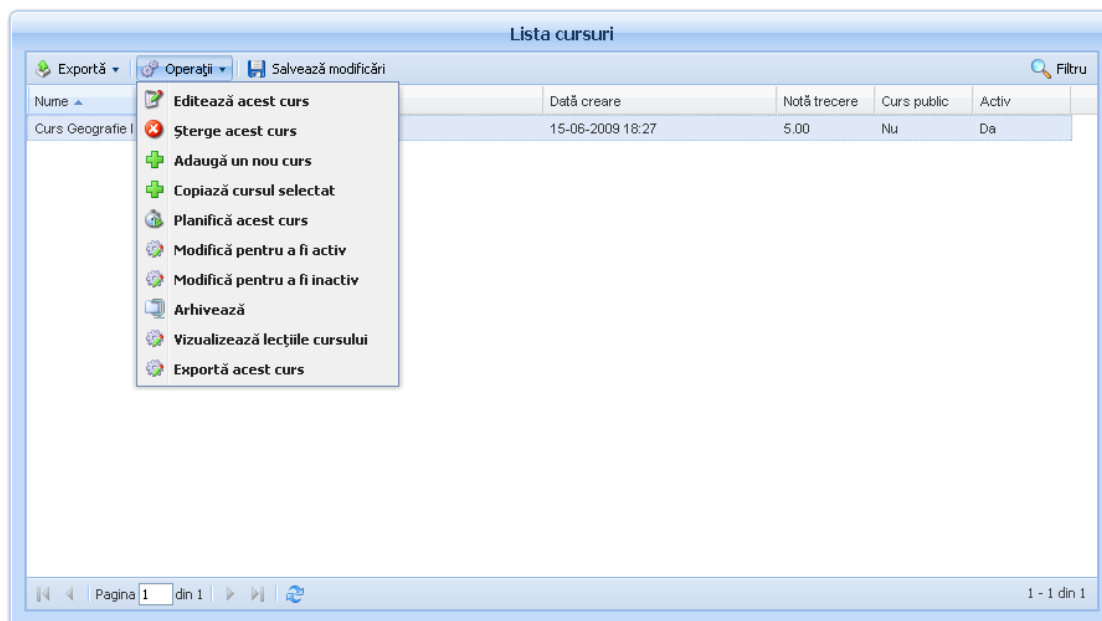 Lista cursuri
Exportă Operaţii Salvează modificări Filtru
Nume Dată creare Notă trecere Curs public Activ
Curs Geografie 15-06-2009 18:27 5.00 Nu Da
Editează acest curs
Şterge acest curs
Adaugă un nou curs
Copiază cursul selectat
Planifică acest curs
Modifică pentru a fi activ
Modifică pentru a fi inactiv
Arhivează
Vizualizează lecţiile cursului
Exportă acest curs
Pagina 1 din 1 1 - 1 din 1